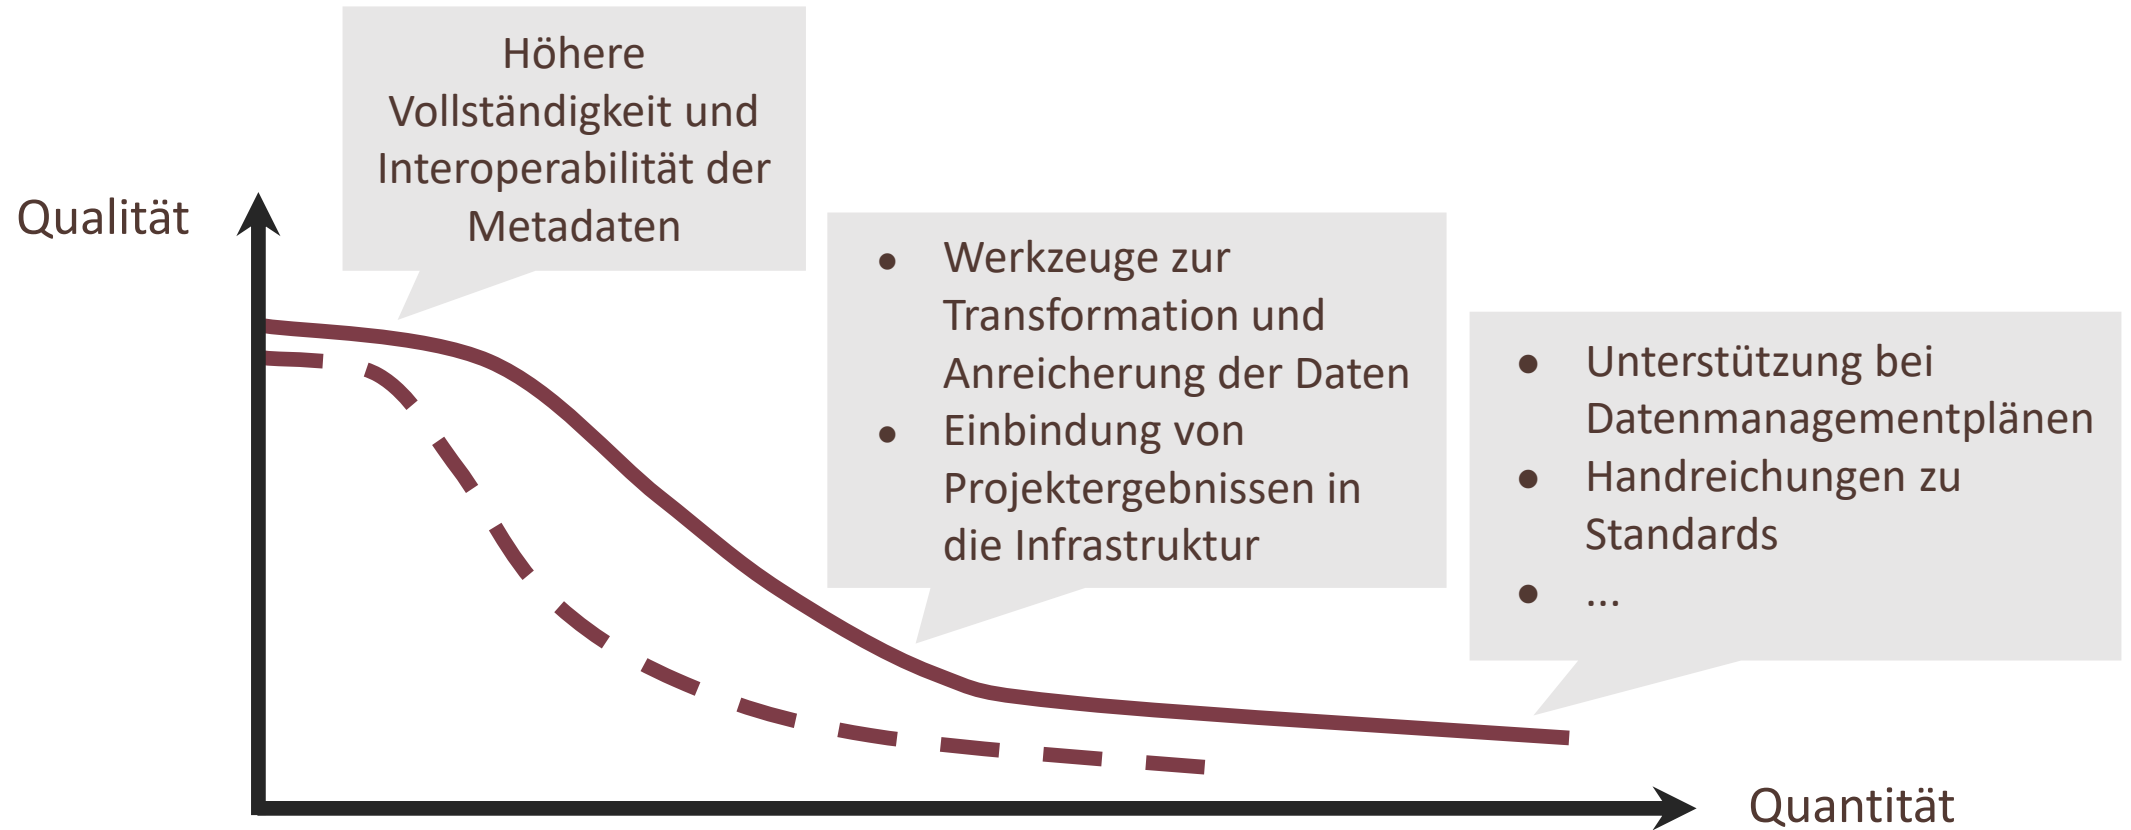 Höhere
Vollständigkeit und
Interoperabilität der
Metadaten
Qualität
● Werkzeuge zur
Transformation und
Anreicherung der Daten
● Einbindung von
Projektergebnissen in
die Infrastruktur
● Unterstützung bei
Datenmanagementplänen
● Handreichungen zu
Standards
● ...
Quantität